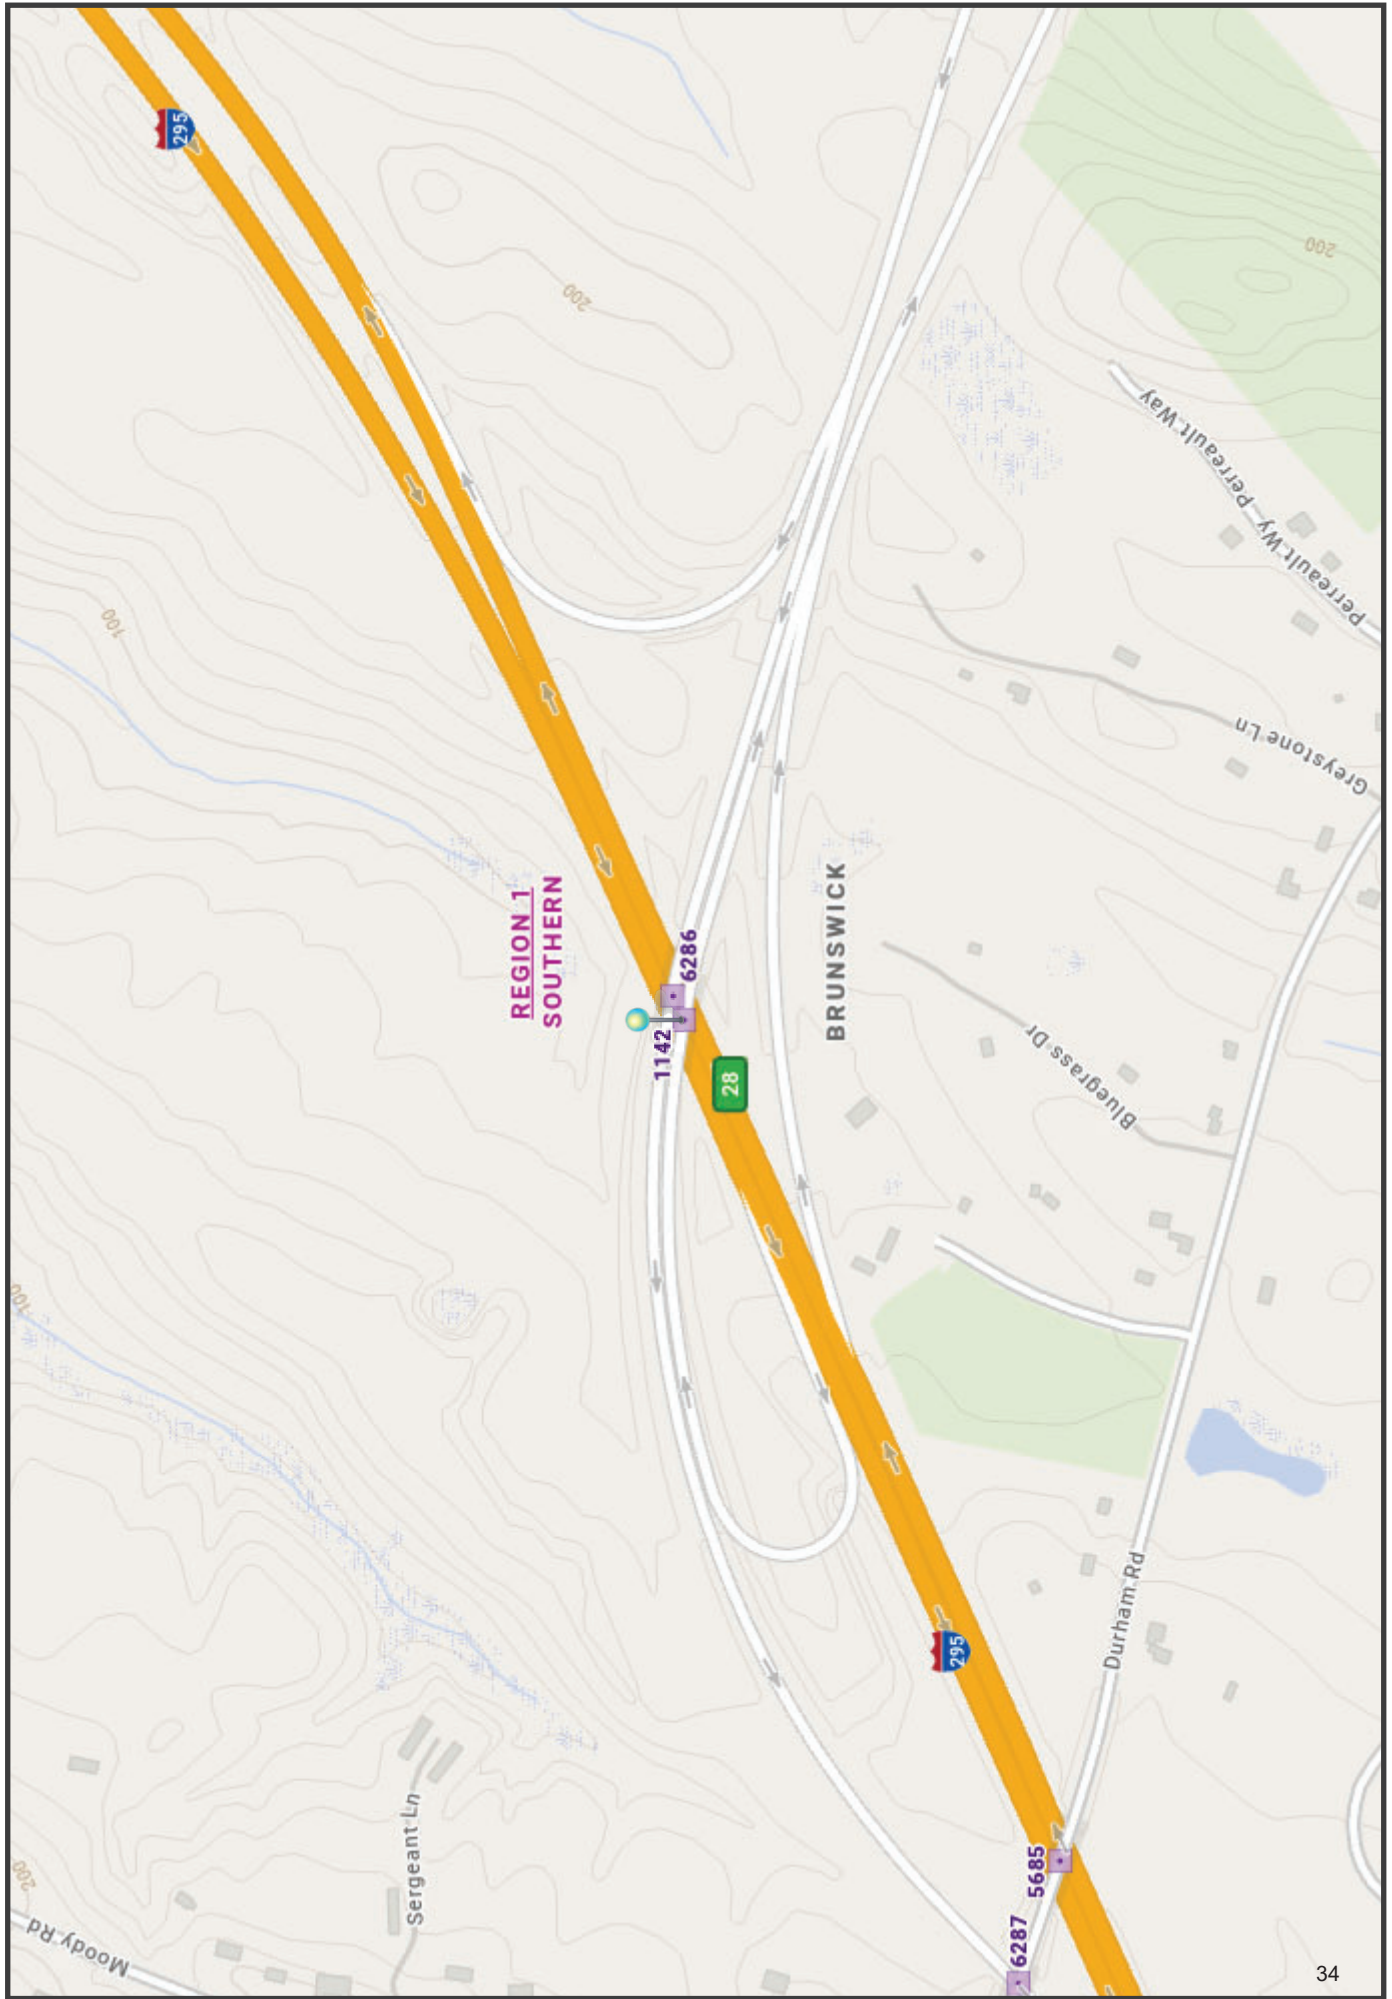 295
200
200
Perreault Way
Perreault Wy
100
Greystone Ln
REGION 1
SOUTHERN
6286
BRUNSWICK
1142
28
Bluegrass Dr
100
295
Durham Rd
Sergeant Ln
5685
200
6287
Moody Rd
34